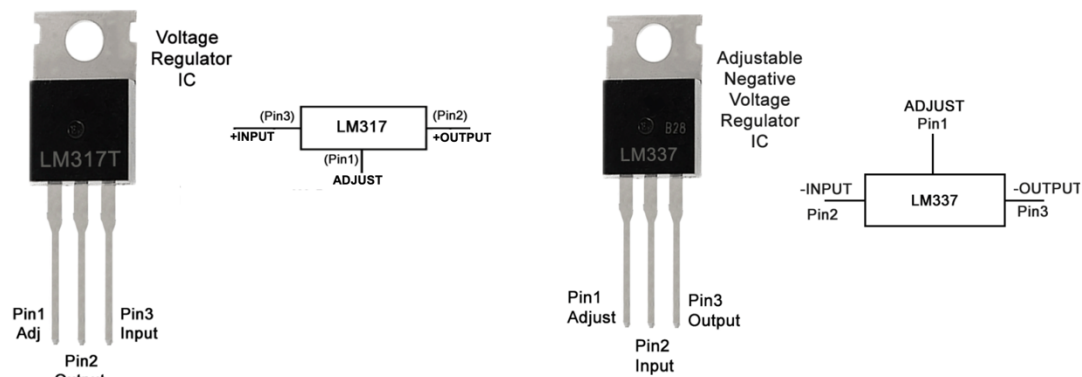 Voltage
Regulator
IC
LM317T
(Pin3)
+INPUT
LM317
(Pin2)
+OUTPUT
(Pin1)
ADJUST
Pin1
Adj
Pin2
Output
Pin3
Input
Adjustable
Negative
Voltage
Regulator
IC
B28
LM337
ADJUST
Pin1
-INPUT
Pin2
LM337
-OUTPUT
Pin3
Pin1
Adjust
Pin2
Input
Pin3
Output